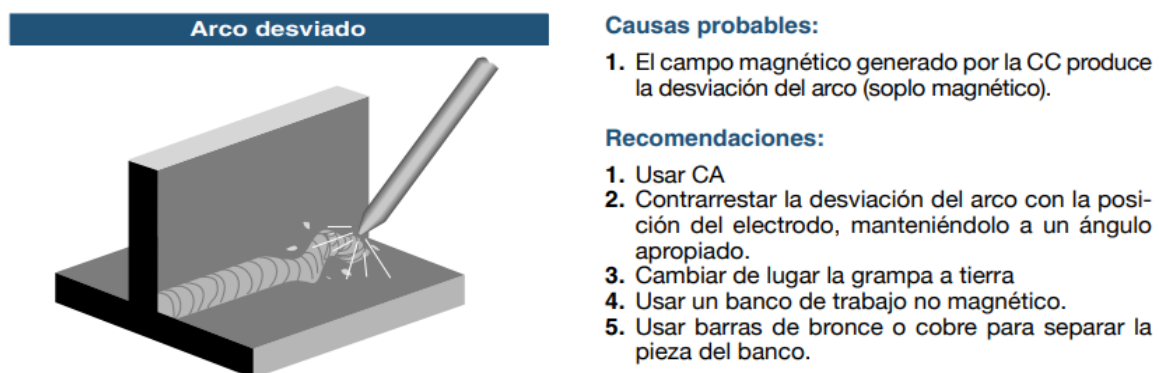 Arco desviado
Causas probables:
1. El campo magnético generado por la CC produce
la desviación del arco (soplo magnético).
Recomendaciones:
1. Usar CA
2. Contrarrestar la desviación del arco con la posi-
ción del electrodo, manteniéndolo a un ángulo
apropiado.
3. Cambiar de lugar la grampa a tierra
4. Usar un banco de trabajo no magnético.
5. Usar barras de bronce o cobre para separar la
pieza del banco.